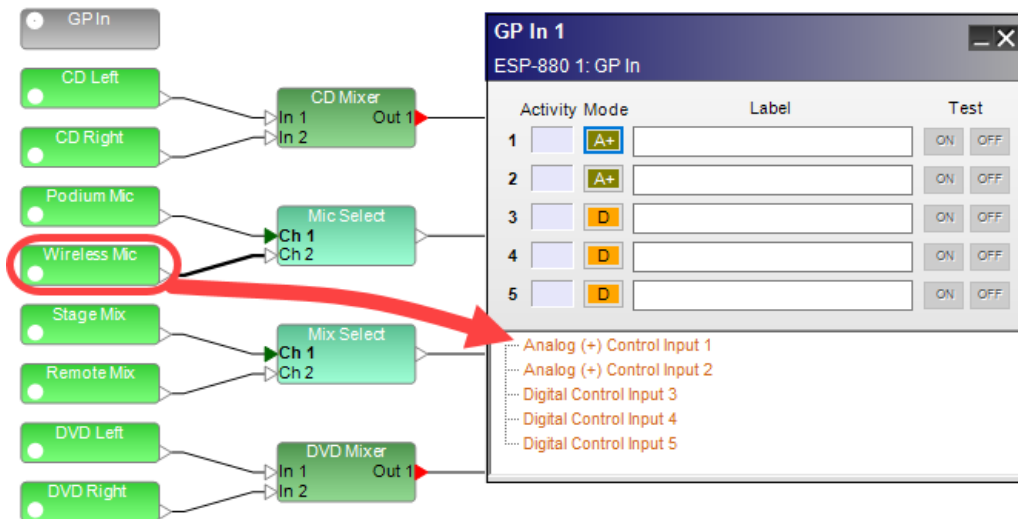 GP In
CD Left
CD Right
CD Mixer
In 1 Out 1
In 2
Podium Mic
Wireless Mic
Mic Select
Ch 1
Ch 2
Stage Mix
Remote Mix
Mix Select
Ch 1
Ch 2
DVD Left
DVD Right
DVD Mixer
In 1 Out 1
In 2
GP In 1
ESP-880 1: GP In
Activity Mode Label Test
1 A+ ON OFF
2 A+ ON OFF
3 D ON OFF
4 D ON OFF
5 D ON OFF
Analog (+) Control Input 1
Analog (+) Control Input 2
Digital Control Input 3
Digital Control Input 4
Digital Control Input 5